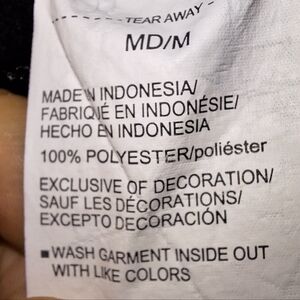 TEAR AWAY
MD/M
MADE IN INDONESIA/
FABRIQUÉ EN INDONÉSIE/
HECHO EN INDONESIA
100% POLYESTER/poliéster
EXCLUSIVE OF DECORATION/
SAUF LES DÉCORATIONS/
EXCEPTO DECORACIÓN
■WASH GARMENT INSIDE OUT
WITH LIKE COLORS